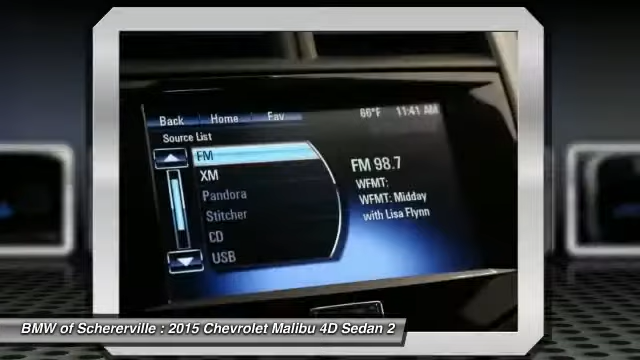 Back Home Fav 66°F 11:41 AM
Source List
FM
XM
Pandora
Stitcher
CD
USB
FM 98.7
WFMT:
WFMT: Midday
with Lisa Flynn
BMW of Schererville : 2015 Chevrolet Malibu 4D Sedan 2